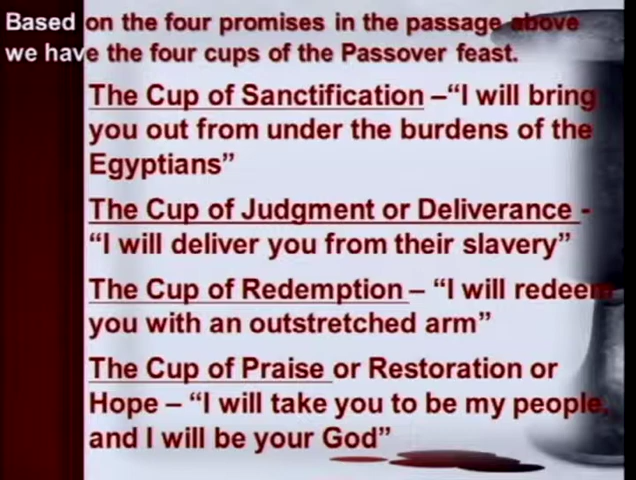 Based on the four promises in the passage above
we have the four cups of the Passover feast.
The Cup of Sanctification –“I will bring
you out from under the burdens of the
Egyptians”
The Cup of Judgment or Deliverance -
“I will deliver you from their slavery”
The Cup of Redemption – “I will redeem
you with an outstretched arm”
The Cup of Praise or Restoration or
Hope – “I will take you to be my people,
and I will be your God”